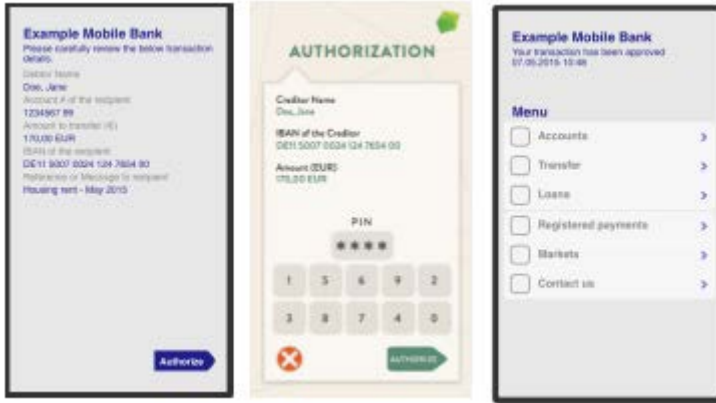 Example Mobile Bank
Please carefully review the below transaction
details.
Debtor Name
Doe, Jane
Account # of the recipient
1234567 89
Amount to transfer (€)
170,00 EUR
IBAN of the recipient
DE11 5007 0024 124 7654 00
Reference or Message to recipient
Housing rent - May 2015
Authorize
AUTHORIZATION
Creditor Name
Doe, Jane
IBAN of the Creditor
DE11 5007 0024 124 7654 00
Amount (EUR)
170,00 EUR
PIN
****
1 5 6 9 2
3 8 7 4 0
AUTHORIZE
Example Mobile Bank
Your transaction has been approved
07.05.2015 10:46
Menu
Accounts
Transfer
Loans
Registered payments
Markets
Contact us